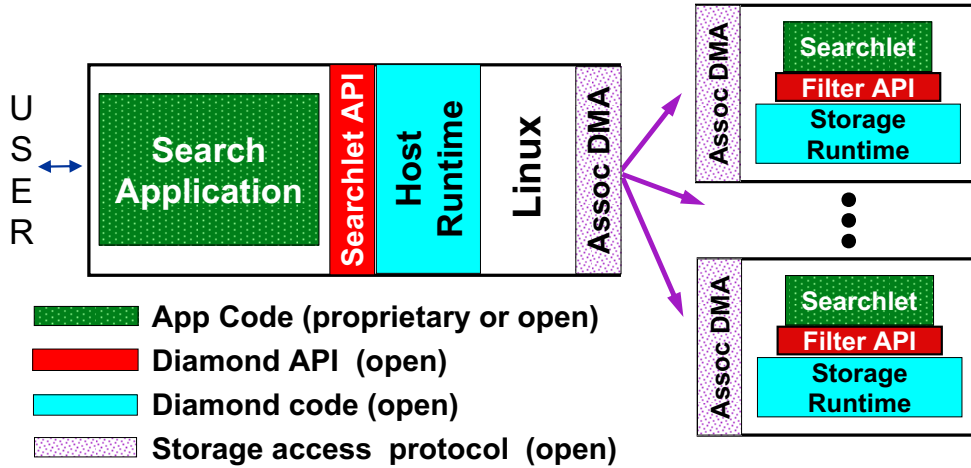 USER
Search
Application
Searchlet API
Host
Runtime
Linux
Assoc DMA
Assoc DMA
Searchlet
Filter API
Storage
Runtime
Assoc DMA
Searchlet
Filter API
Storage
Runtime
App Code (proprietary or open)
Diamond API (open)
Diamond code (open)
Storage access protocol (open)